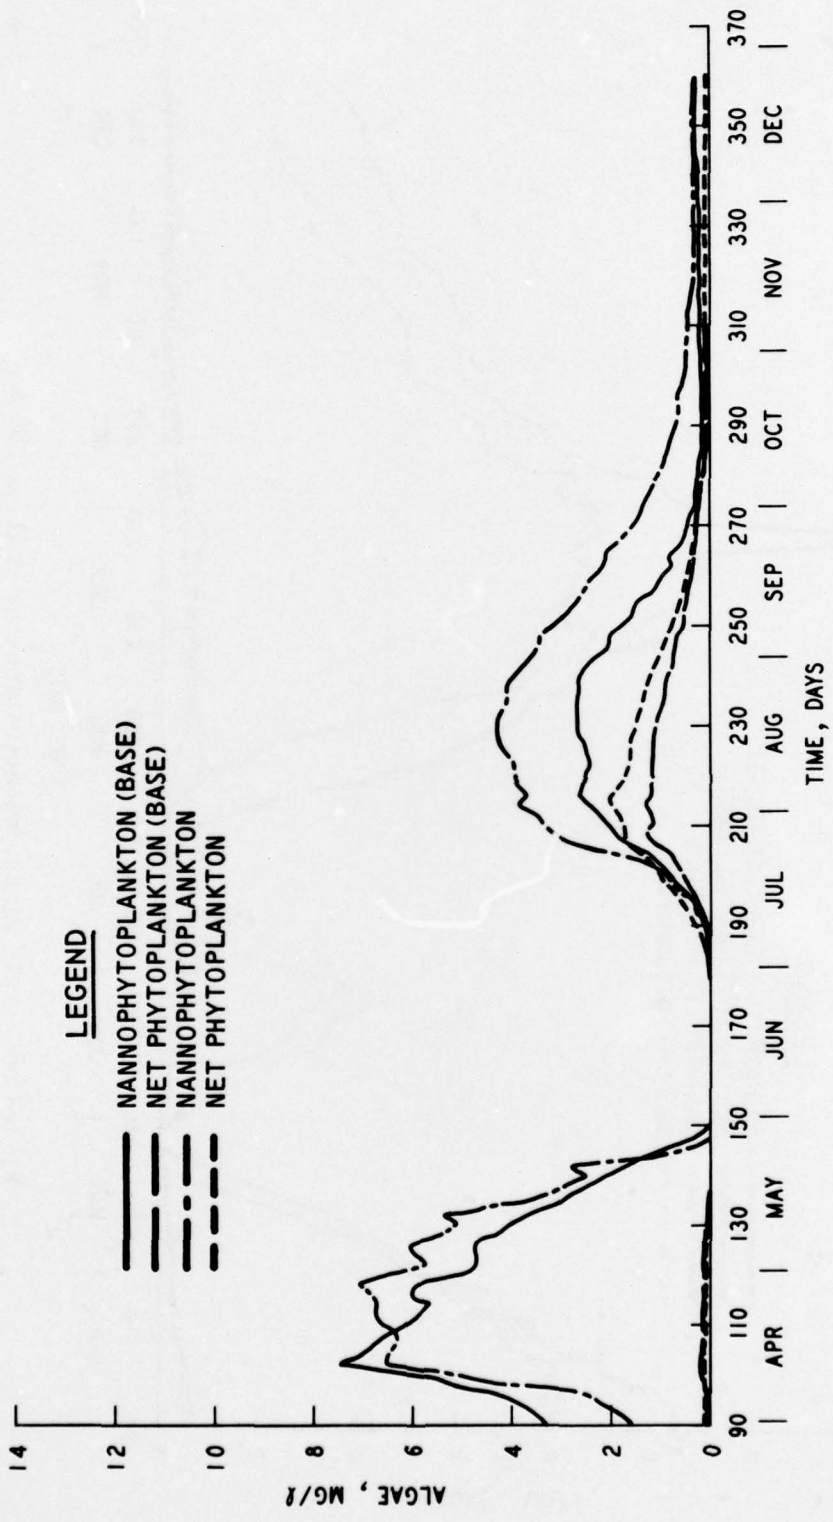 LEGEND
NANNOPHYTOPLANKTON (BASE)
NET PHYTOPLANKTON (BASE)
NANNOPHYTOPLANKTON
NET PHYTOPLANKTON
14
12
10
8
6
4
2
0
ALGAE, MG/ℓ
90 110 130 150 170 190 210 230 250 270 290 310 330 350 370
| APR | MAY | JUN | JUL | AUG | SEP | OCT | NOV | DEC |
TIME, DAYS